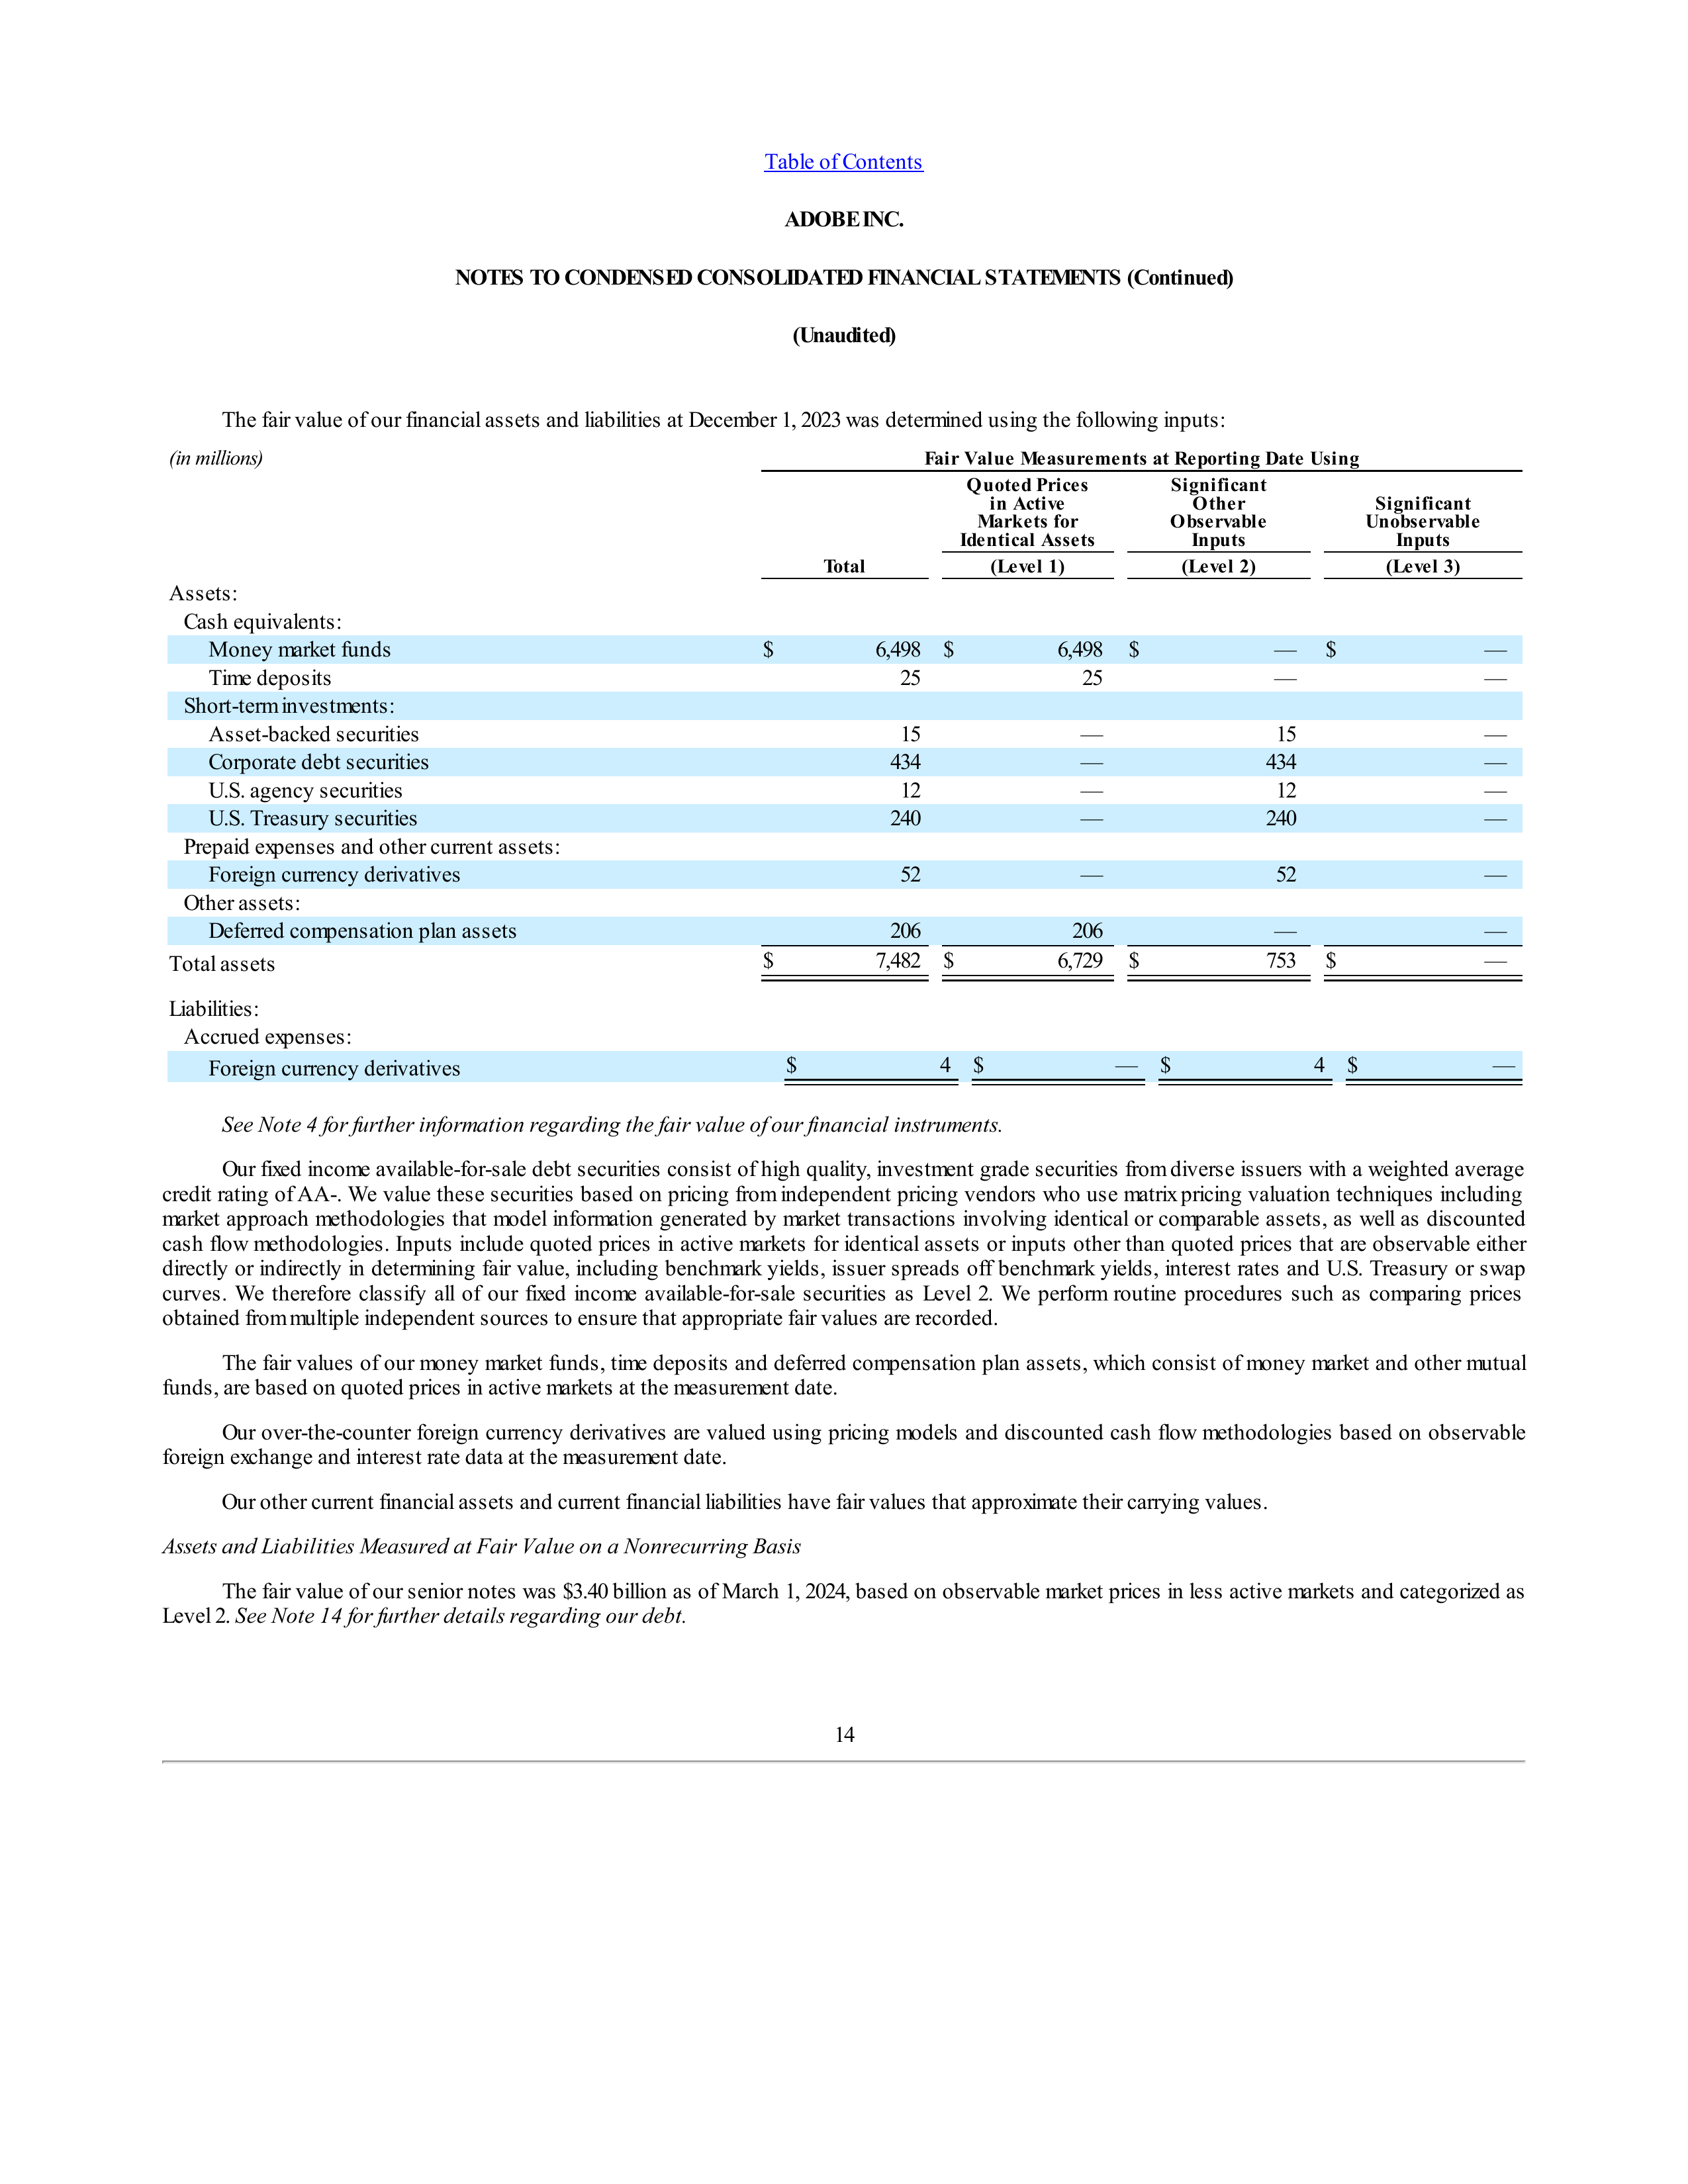 Table of Contents
ADOBE INC.
NOTES TO CONDENSED CONSOLIDATED FINANCIAL STATEMENTS (Continued)
(Unaudited)
The fair value of our financial assets and liabilities at December 1, 2023 was determined using the following inputs:
(in millions) Fair Value Measurements at Reporting Date Using
Quoted Prices Significant
in Active Other Significant
Markets for Observable Unobservable
Identical Assets Inputs Inputs
Total (Level 1) (Level 2) (Level 3)
Assets:
Cash equivalents:
Money market funds $ 6,498 $ 6,498 $ — $ —
Time deposits 25 25 — —
Short-term investments:
Asset-backed securities 15 — 15 —
Corporate debt securities 434 — 434 —
U.S. agency securities 12 — 12 —
U.S. Treasury securities 240 — 240 —
Prepaid expenses and other current assets:
Foreign currency derivatives 52 — 52 —
Other assets:
Deferred compensation plan assets 206 206 — —
Total assets $ 7,482 $ 6,729 $ 753 $ —
Liabilities:
Accrued expenses:
Foreign currency derivatives $ 4 $ — $ 4 $ —
See Note 4 for further information regarding the fair value of our financial instruments.
Our fixed income available-for-sale debt securities consist of high quality, investment grade securities from diverse issuers with a weighted average
credit rating of AA-. We value these securities based on pricing from independent pricing vendors who use matrix pricing valuation techniques including
market approach methodologies that model information generated by market transactions involving identical or comparable assets, as well as discounted
cash flow methodologies. Inputs include quoted prices in active markets for identical assets or inputs other than quoted prices that are observable either
directly or indirectly in determining fair value, including benchmark yields, issuer spreads off benchmark yields, interest rates and U.S. Treasury or swap
curves. We therefore classify all of our fixed income available-for-sale securities as Level 2. We perform routine procedures such as comparing prices
obtained from multiple independent sources to ensure that appropriate fair values are recorded.
The fair values of our money market funds, time deposits and deferred compensation plan assets, which consist of money market and other mutual
funds, are based on quoted prices in active markets at the measurement date.
Our over-the-counter foreign currency derivatives are valued using pricing models and discounted cash flow methodologies based on observable
foreign exchange and interest rate data at the measurement date.
Our other current financial assets and current financial liabilities have fair values that approximate their carrying values.
Assets and Liabilities Measured at Fair Value on a Nonrecurring Basis
The fair value of our senior notes was $3.40 billion as of March 1, 2024, based on observable market prices in less active markets and categorized as
Level 2. See Note 14 for further details regarding our debt.
14